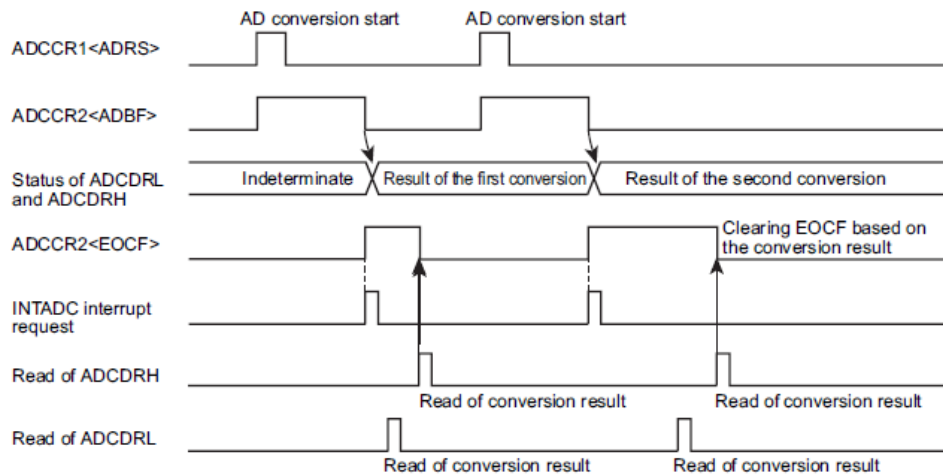 AD conversion start AD conversion start
ADCCR1<ADRS>
ADCCR2<ADBF>
Status of ADCDRL
and ADCDRH
Indeterminate Result of the first conversion Result of the second conversion
ADCCR2<EOCF>
Clearing EOCF based on
the conversion result
INTADC interrupt
request
Read of ADCDRH
Read of conversion result Read of conversion result
Read of ADCDRL
Read of conversion result Read of conversion result